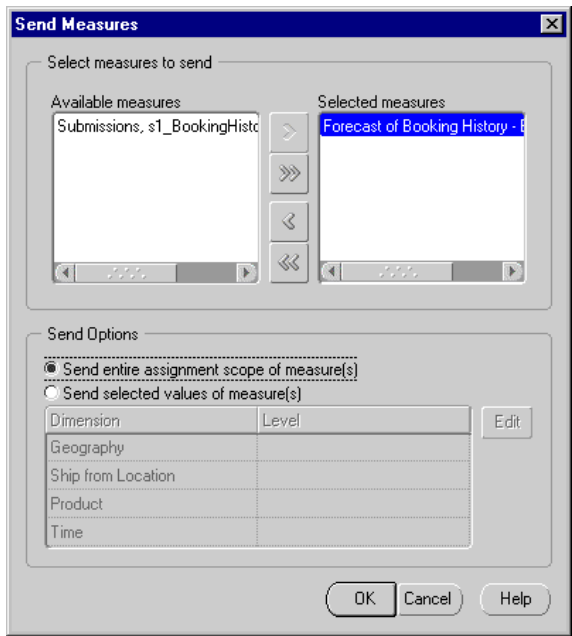 Send Measures
Select measures to send
Available measures
Selected measures
Submissions, s1_BookingHisto
Forecast of Booking History -
Send Options
Send entire assignment scope of measure(s)
Send selected values of measure(s)
Dimension Level
Edit
Geography
Ship from Location
Product
Time
OK Cancel Help